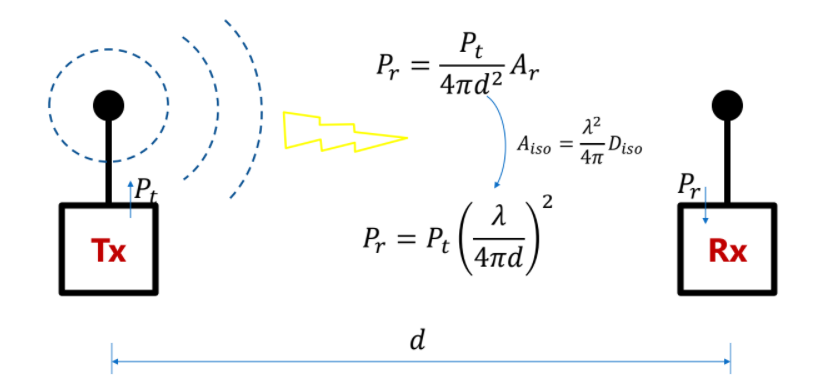 P_r = \frac{P_t}{4\pi d^2} A_r
A_{iso} = \frac{\lambda^2}{4\pi} D_{iso}
P_t
P_r
P_r = P_t \left( \frac{\lambda}{4\pi d} \right)^2
Tx
Rx
d